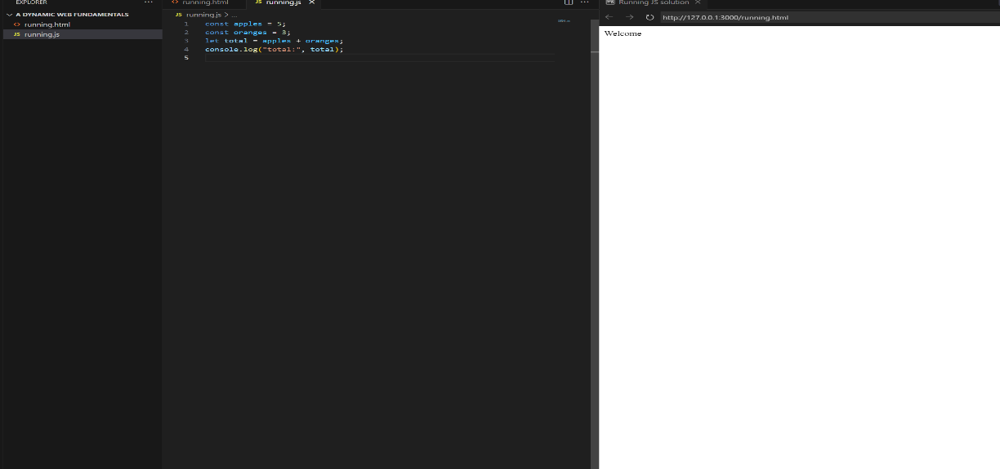 EXPLORER
A DYNAMIC WEB FUNDAMENTALS
<> running.html
JS running.js
<> running.html
JS running.js
JS running.js > ...
1 const apples = 5;
2 const oranges = 3;
3 let total = apples + oranges;
4 console.log("total:", total);
5
Running JS solution
http://127.0.0.1:3000/running.html
Welcome